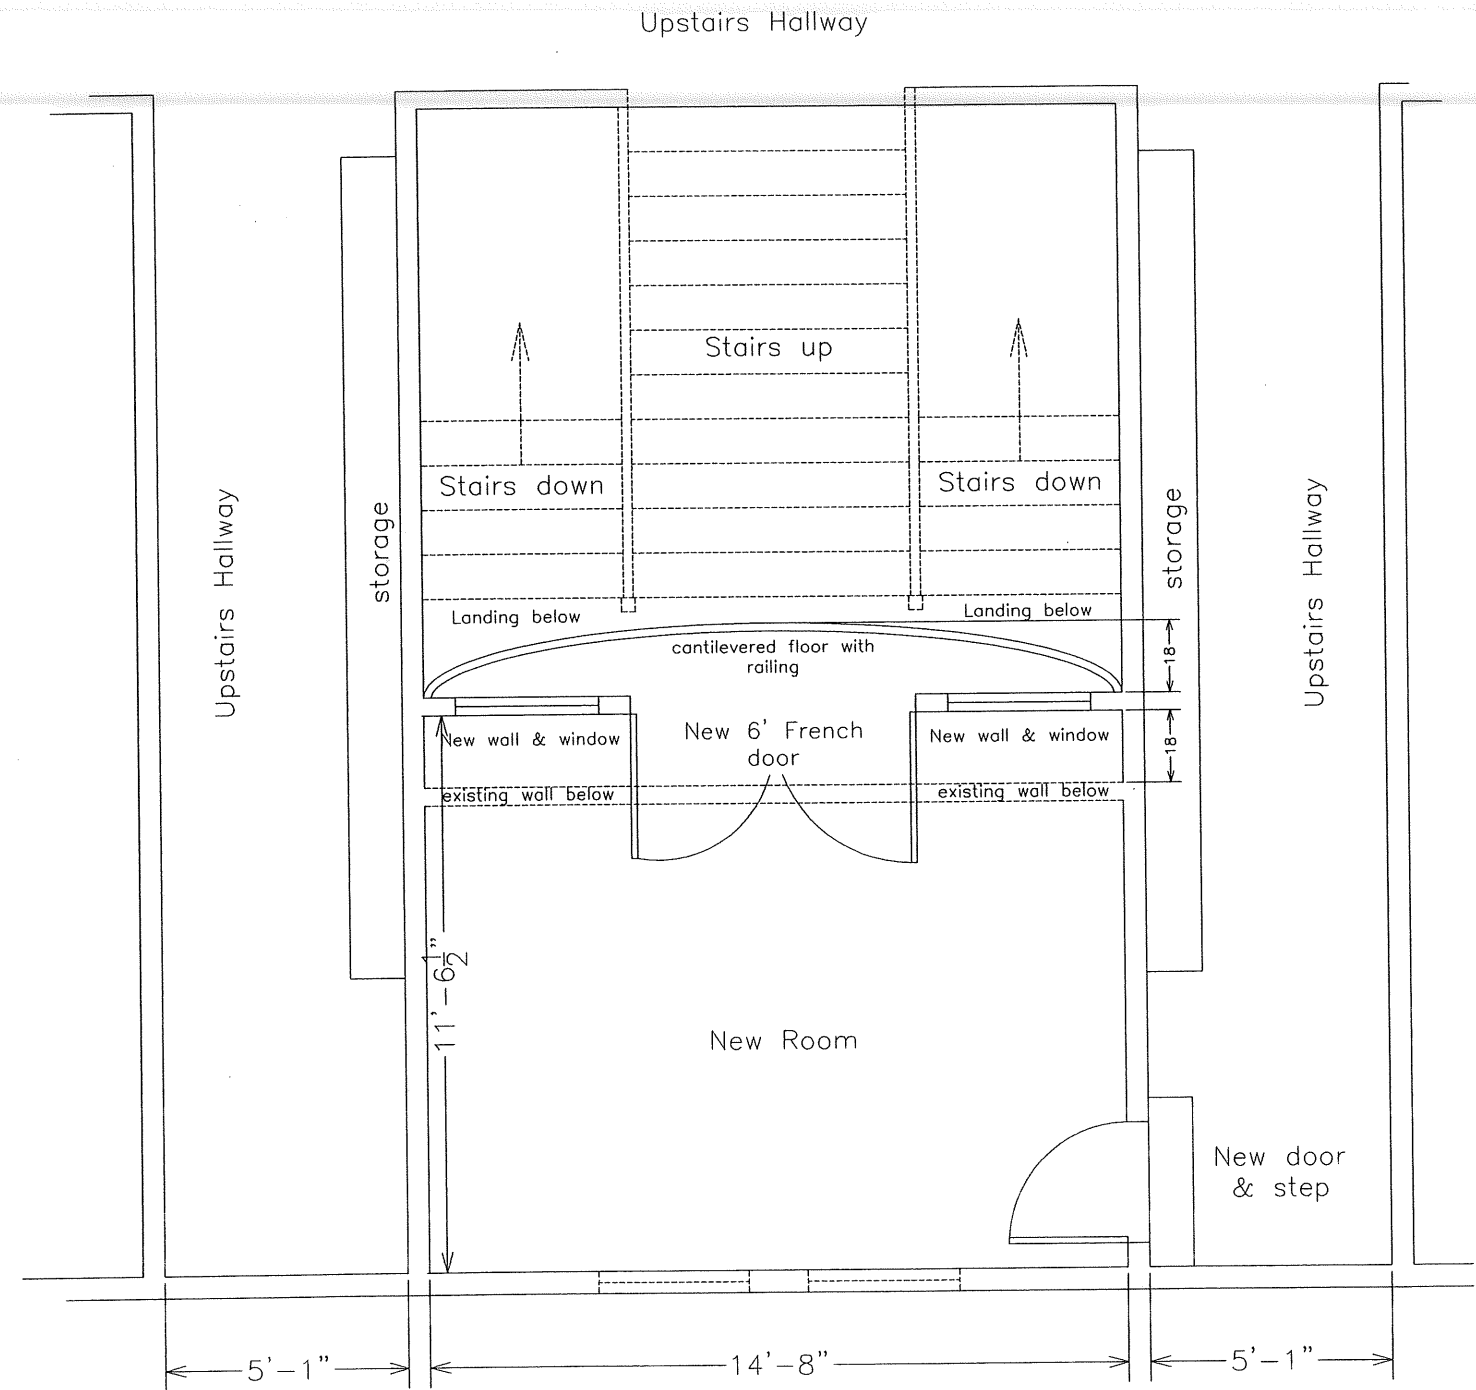 Upstairs Hallway
Stairs up
Stairs down
Stairs down
Upstairs Hallway
storage
storage
Upstairs Hallway
Landing below
Landing below
cantilevered floor with
railing
18
New wall & window
New 6' French
door
New wall & window
18
existing wall below
existing wall below
11'-6 1/2"
New Room
New door
& step
5'-1"
14'-8"
5'-1"